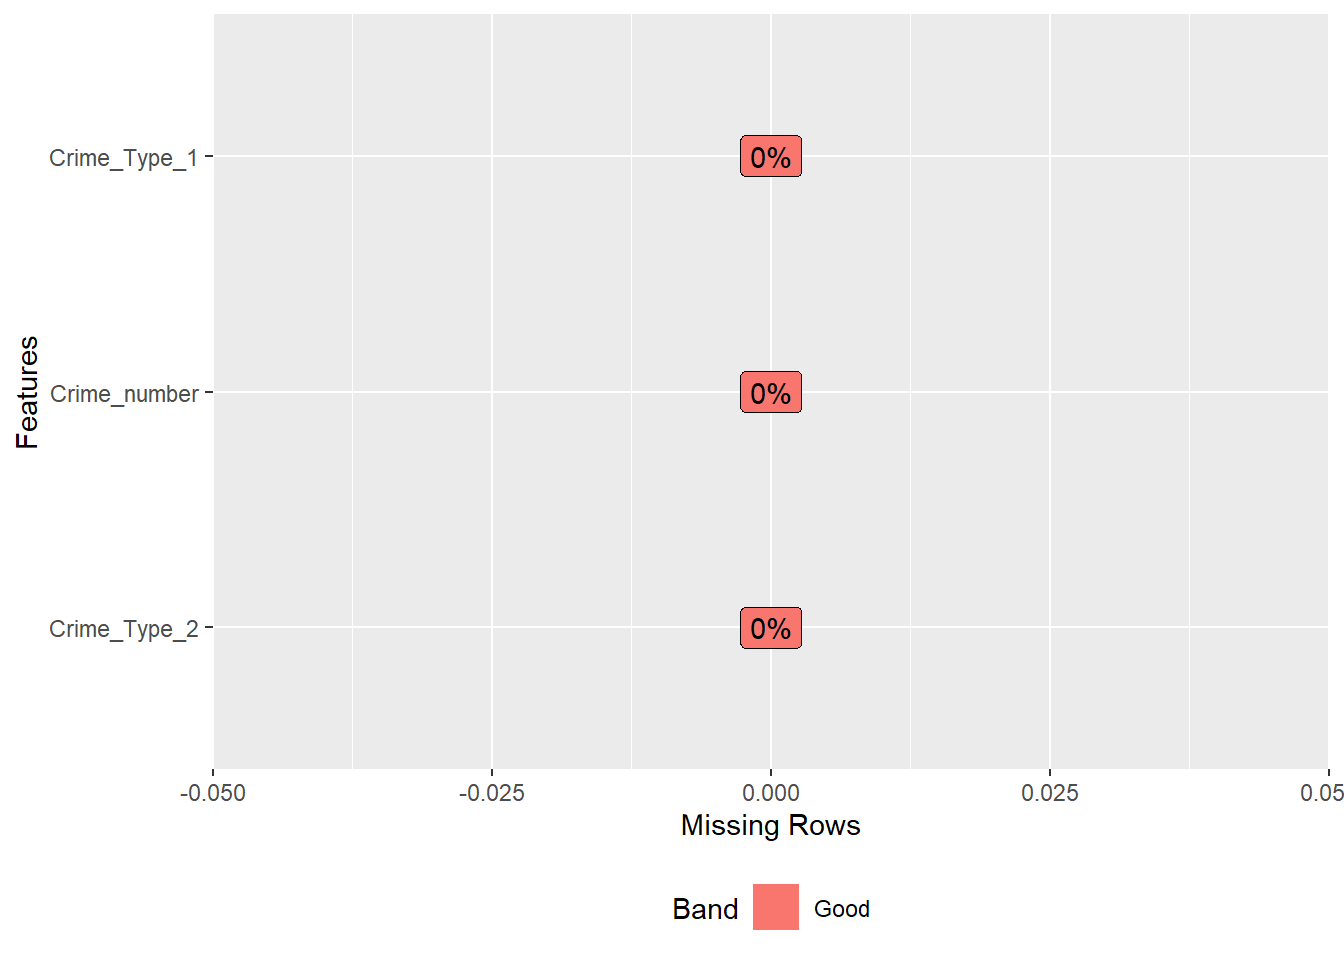 Crime_Type_1
0%
Features
Crime_number
0%
Crime_Type_2
0%
-0.050
-0.025
0.000
0.025
0.05
Missing Rows
Band
Good